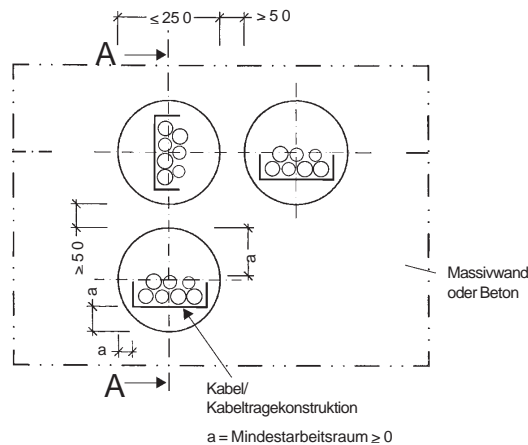 ≤250
≥50
A
≥50
a
a
a
Massivwand
oder Beton
A
Kabel/
Kabeltragekonstruktion
a = Mindestarbeitsraum ≥ 0